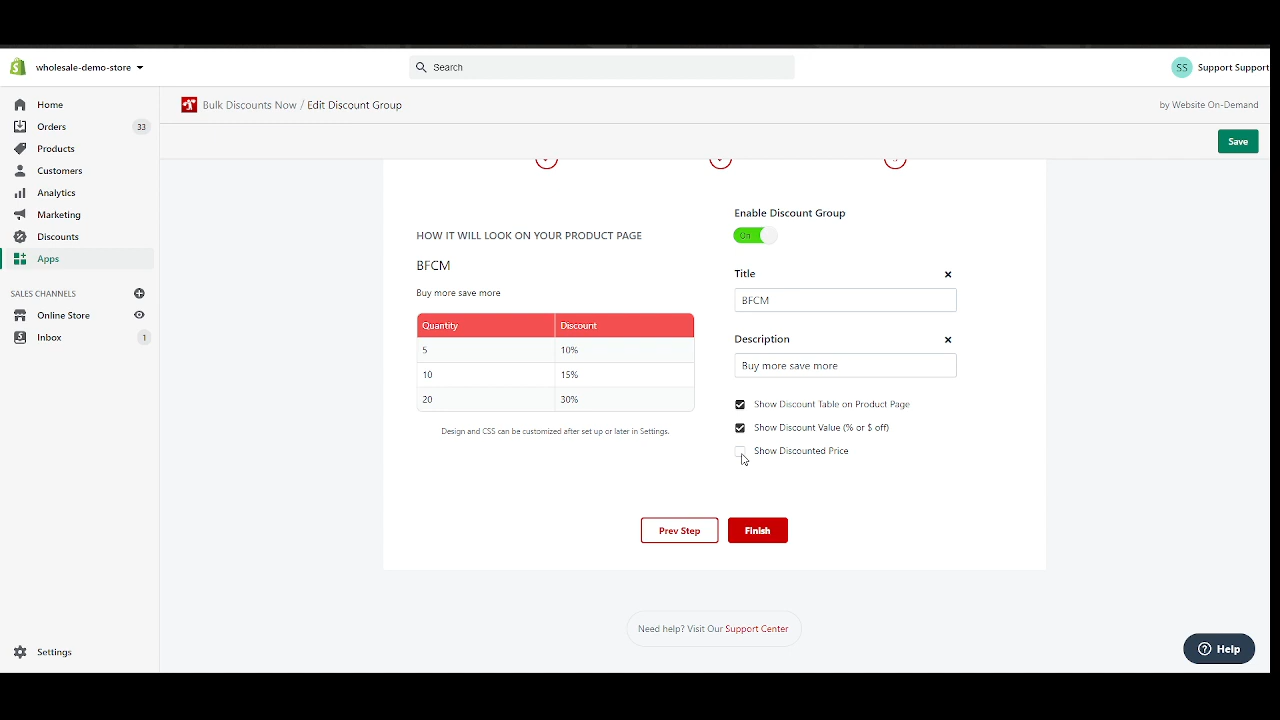 wholesale-demo-store
Search
SS Support Support
Home
Orders 33
Products
Customers
Analytics
Marketing
Discounts
Apps
SALES CHANNELS
Online Store
Inbox 1
Settings
Bulk Discounts Now / Edit Discount Group
by Website On-Demand
Save
HOW IT WILL LOOK ON YOUR PRODUCT PAGE
BFCM
Buy more save more
Quantity Discount
5 10%
10 15%
20 30%
Design and CSS can be customized after set up or later in Settings.
Enable Discount Group
On
Title
BFCM
Description
Buy more save more
Show Discount Table on Product Page
Show Discount Value (% or $ off)
Show Discounted Price
Prev Step
Finish
Need help? Visit Our Support Center
Help